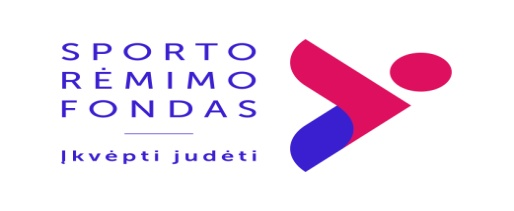 SPORTO
RĖMIMO
FONDAS
Įkvėpti judėti